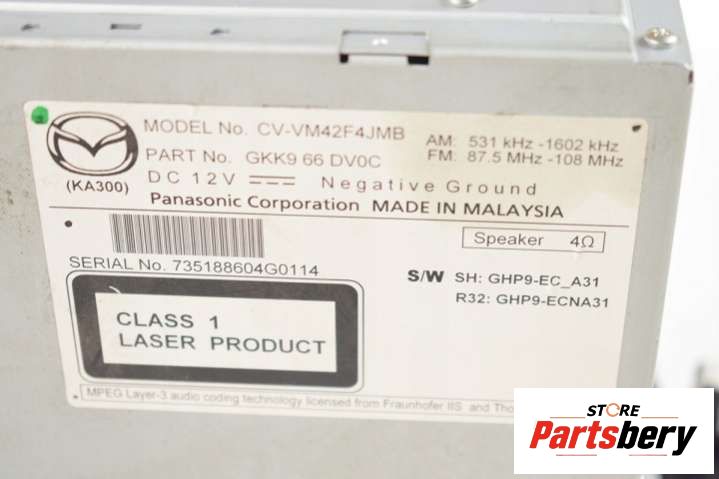 MODEL No. CV-VM42F4JMB
AM: 531 kHz -1602 kHz
PART No. GKK9 66 DV0C
FM: 87.5 MHz -108 MHz
(KA300)
DC 12V Negative Ground
Panasonic Corporation MADE IN MALAYSIA
Speaker 4Ω
SERIAL No. 735188604G0114
S/W SH: GHP9-EC_A31
R32: GHP9-ECNA31
CLASS 1
LASER PRODUCT
MPEG Layer-3 audio coding technology licensed from Fraunhofer IIS and
STORE
Partsbery